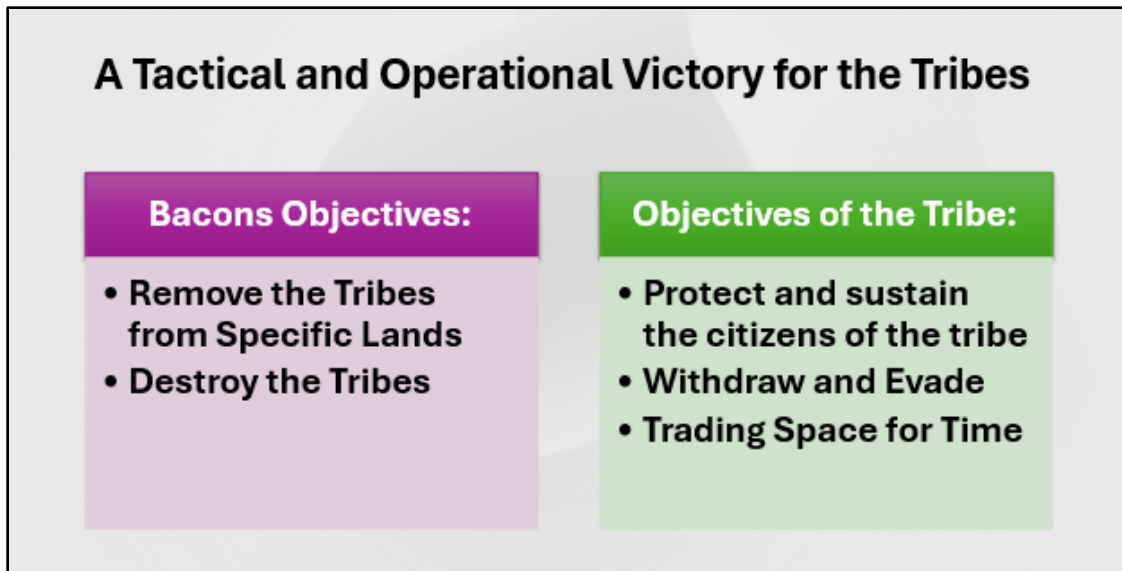 A Tactical and Operational Victory for the Tribes
Bacons Objectives:
• Remove the Tribes
from Specific Lands
• Destroy the Tribes
Objectives of the Tribe:
• Protect and sustain
the citizens of the tribe
• Withdraw and Evade
• Trading Space for Time